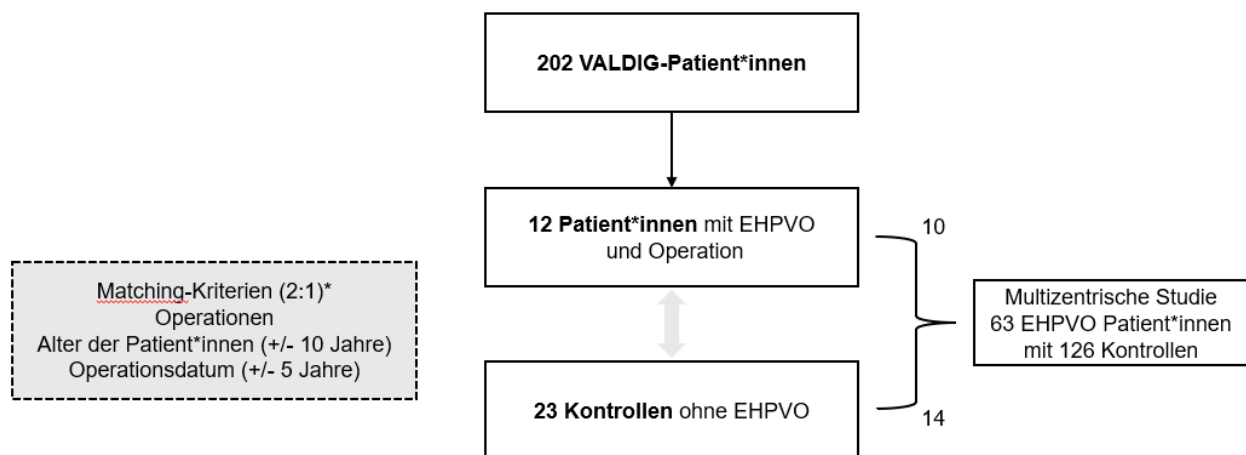 202 VALDIG-Patient*innen
12 Patient*innen mit EHPVO
und Operation
10
Matching-Kriterien (2:1)*
Operationen
Alter der Patient*innen (+/- 10 Jahre)
Operationsdatum (+/- 5 Jahre)
Multizentrische Studie
63 EHPVO Patient*innen
mit 126 Kontrollen
23 Kontrollen ohne EHPVO
14